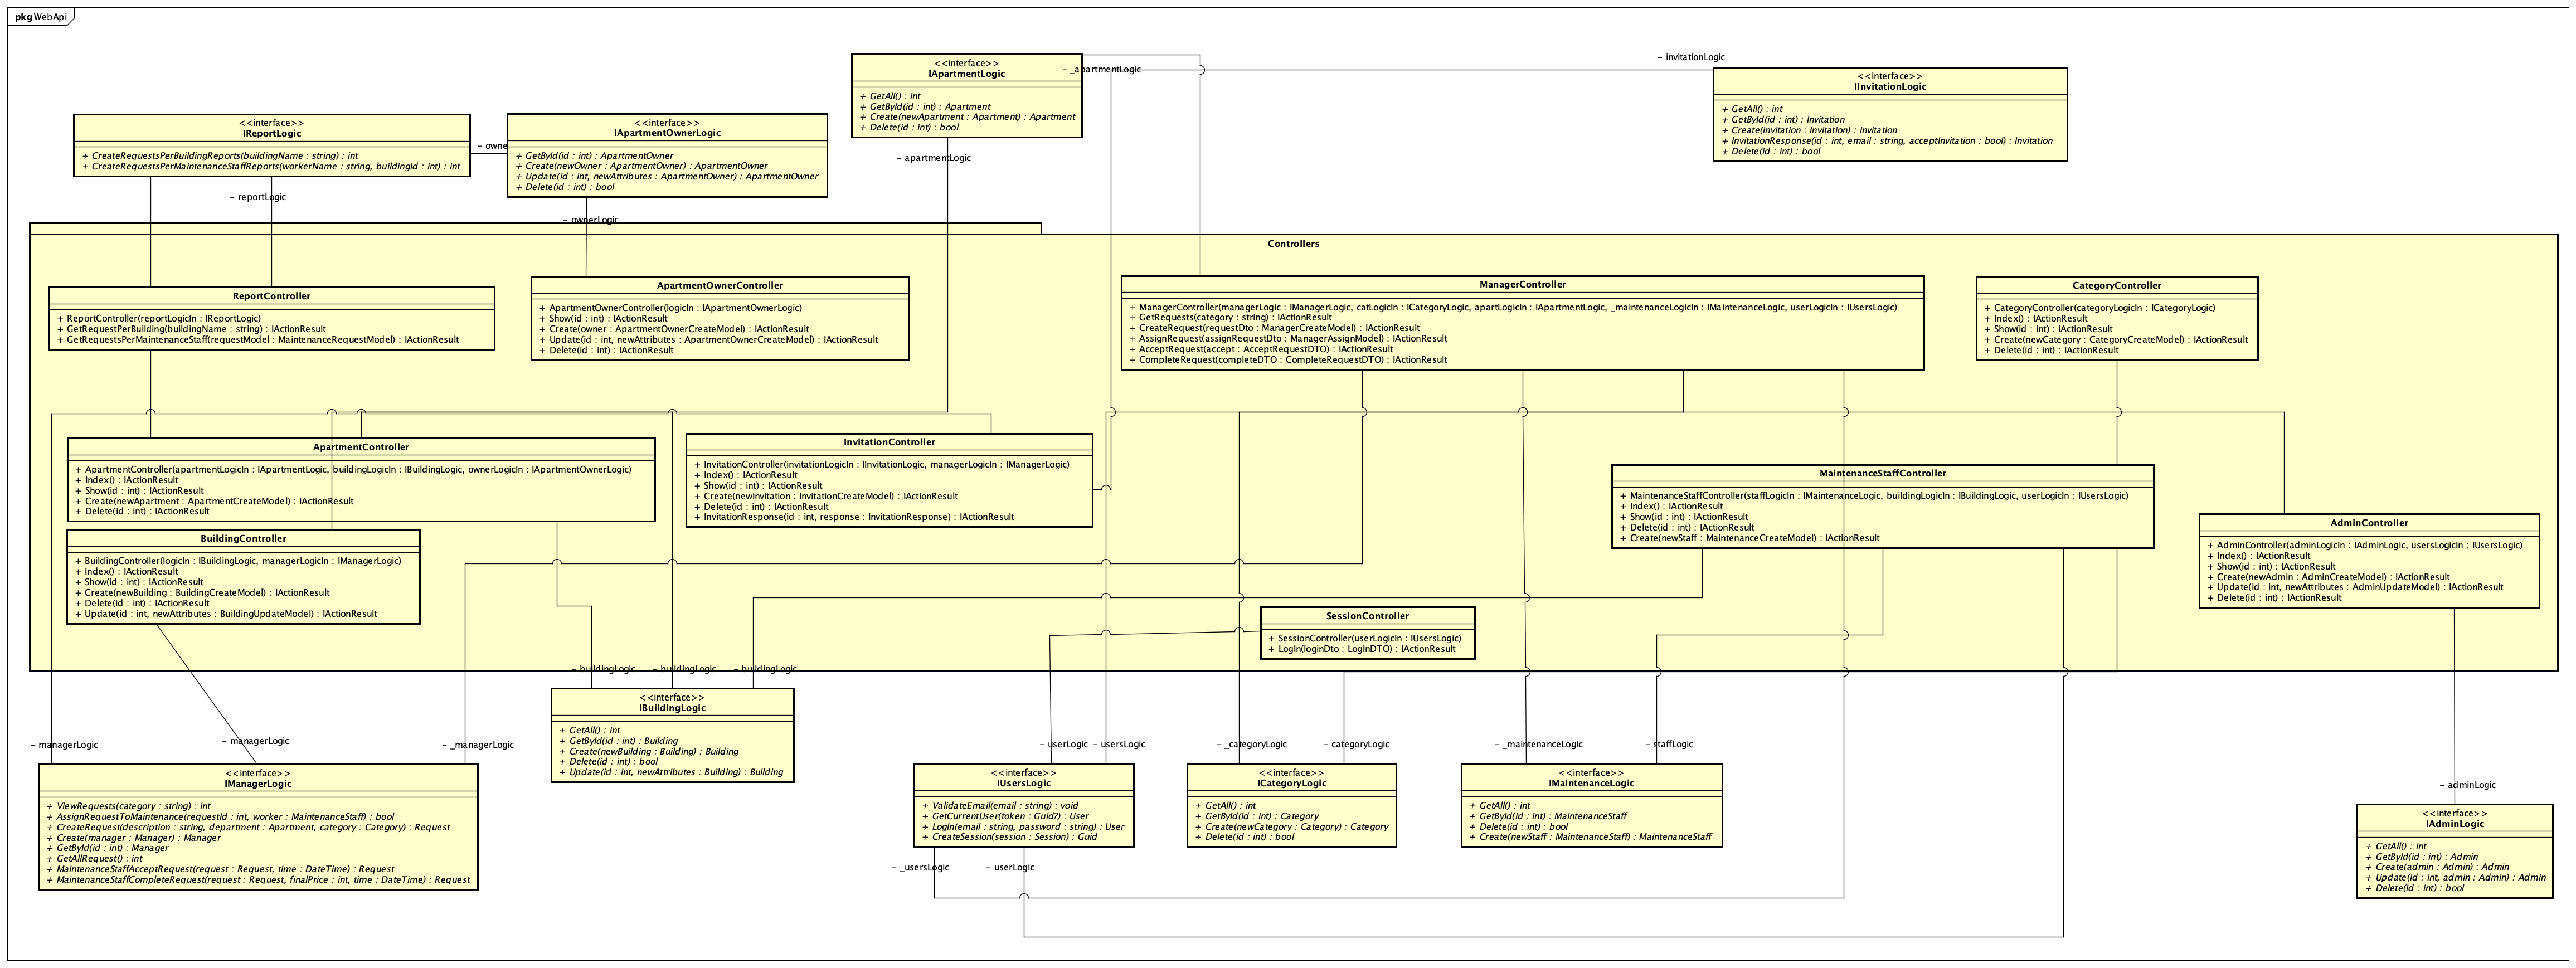 pkg WebApi
<<interface>>
IApartmentLogic
+ GetAll() : int
+ GetById(id : int) : Apartment
+ Create(newApartment : Apartment) : Apartment
+ Delete(id : int) : bool
- _apartmentLogic
- apartmentLogic
- invitationLogic
<<interface>>
IInvitationLogic
+ GetAll() : int
+ GetById(id : int) : Invitation
+ Create(invitation : Invitation) : Invitation
+ InvitationResponse(id : int, email : string, acceptInvitation : bool) : Invitation
+ Delete(id : int) : bool
<<interface>>
IReportLogic
+ CreateRequestsPerBuildingReports(buildingName : string) : int
+ CreateRequestsPerMaintenanceStaffReports(workerName : string, buildingId : int) : int
- owne
- reportLogic
<<interface>>
IApartmentOwnerLogic
+ GetById(id : int) : ApartmentOwner
+ Create(newOwner : ApartmentOwner) : ApartmentOwner
+ Update(id : int, newAttributes : ApartmentOwner) : ApartmentOwner
+ Delete(id : int) : bool
- ownerLogic
Controllers
ReportController
+ ReportController(reportLogicIn : IReportLogic)
+ GetRequestPerBuilding(buildingName : string) : IActionResult
+ GetRequestsPerMaintenanceStaff(requestModel : MaintenanceRequestModel) : IActionResult
ApartmentOwnerController
+ ApartmentOwnerController(logicIn : IApartmentOwnerLogic)
+ Show(id : int) : IActionResult
+ Create(owner : ApartmentOwnerCreateModel) : IActionResult
+ Update(id : int, newAttributes : ApartmentOwnerCreateModel) : IActionResult
+ Delete(id : int) : IActionResult
ManagerController
+ ManagerController(managerLogic : IManagerLogic, catLogicIn : ICategoryLogic, apartLogicIn : IApartmentLogic, _maintenanceLogicIn : IMaintenanceLogic, userLogicIn : IUsersLogic)
+ GetRequests(category : string) : IActionResult
+ CreateRequest(requestDto : ManagerCreateModel) : IActionResult
+ AssignRequest(assignRequestDto : ManagerAssignModel) : IActionResult
+ AcceptRequest(accept : AcceptRequestDTO) : IActionResult
+ CompleteRequest(completeDTO : CompleteRequestDTO) : IActionResult
CategoryController
+ CategoryController(categoryLogicIn : ICategoryLogic)
+ Index() : IActionResult
+ Show(id : int) : IActionResult
+ Create(newCategory : CategoryCreateModel) : IActionResult
+ Delete(id : int) : IActionResult
ApartmentController
+ ApartmentController(apartmentLogicIn : IApartmentLogic, buildingLogicIn : IBuildingLogic, ownerLogicIn : IApartmentOwnerLogic)
+ Index() : IActionResult
+ Show(id : int) : IActionResult
+ Create(newApartment : ApartmentCreateModel) : IActionResult
+ Delete(id : int) : IActionResult
InvitationController
+ InvitationController(invitationLogicIn : IInvitationLogic, managerLogicIn : IManagerLogic)
+ Index() : IActionResult
+ Show(id : int) : IActionResult
+ Create(newInvitation : InvitationCreateModel) : IActionResult
+ Delete(id : int) : IActionResult
+ InvitationResponse(id : int, response : InvitationResponse) : IActionResult
MaintenanceStaffController
+ MaintenanceStaffController(staffLogicIn : IMaintenanceLogic, buildingLogicIn : IBuildingLogic, userLogicIn : IUsersLogic)
+ Index() : IActionResult
+ Show(id : int) : IActionResult
+ Delete(id : int) : IActionResult
+ Create(newStaff : MaintenanceCreateModel) : IActionResult
AdminController
+ AdminController(adminLogicIn : IAdminLogic, usersLogicIn : IUsersLogic)
+ Index() : IActionResult
+ Show(id : int) : IActionResult
+ Create(newAdmin : AdminCreateModel) : IActionResult
+ Update(id : int, newAttributes : AdminUpdateModel) : IActionResult
+ Delete(id : int) : IActionResult
BuildingController
+ BuildingController(logicIn : IBuildingLogic, managerLogicIn : IManagerLogic)
+ Index() : IActionResult
+ Show(id : int) : IActionResult
+ Create(newBuilding : BuildingCreateModel) : IActionResult
+ Delete(id : int) : IActionResult
+ Update(id : int, newAttributes : BuildingUpdateModel) : IActionResult
SessionController
+ SessionController(userLogicIn : IUsersLogic)
+ LogIn(loginDto : LogInDTO) : IActionResult
- buildingLogic
- buildingLogic
- buildingLogic
<<interface>>
IBuildingLogic
+ GetAll() : int
+ GetById(id : int) : Building
+ Create(newBuilding : Building) : Building
+ Delete(id : int) : bool
+ Update(id : int, newAttributes : Building) : Building
- managerLogic
- managerLogic
- _managerLogic
- userLogic
- usersLogic
- _categoryLogic
- categoryLogic
- _maintenanceLogic
- staffLogic
- adminLogic
<<interface>>
IManagerLogic
+ ViewRequests(category : string) : int
+ AssignRequestToMaintenance(requestId : int, worker : MaintenanceStaff) : bool
+ CreateRequest(description : string, department : Apartment, category : Category) : Request
+ Create(manager : Manager) : Manager
+ GetById(id : int) : Manager
+ GetAllRequest() : int
+ MaintenanceStaffAcceptRequest(request : Request, time : DateTime) : Request
+ MaintenanceStaffCompleteRequest(request : Request, finalPrice : int, time : DateTime) : Request
<<interface>>
IUsersLogic
+ ValidateEmail(email : string) : void
+ GetCurrentUser(token : Guid?) : User
+ LogIn(email : string, password : string) : User
+ CreateSession(session : Session) : Guid
- _usersLogic
- userLogic
<<interface>>
ICategoryLogic
+ GetAll() : int
+ GetById(id : int) : Category
+ Create(newCategory : Category) : Category
+ Delete(id : int) : bool
<<interface>>
IMaintenanceLogic
+ GetAll() : int
+ GetById(id : int) : MaintenanceStaff
+ Delete(id : int) : bool
+ Create(newStaff : MaintenanceStaff) : MaintenanceStaff
<<interface>>
IAdminLogic
+ GetAll() : int
+ GetById(id : int) : Admin
+ Create(admin : Admin) : Admin
+ Update(id : int, admin : Admin) : Admin
+ Delete(id : int) : bool